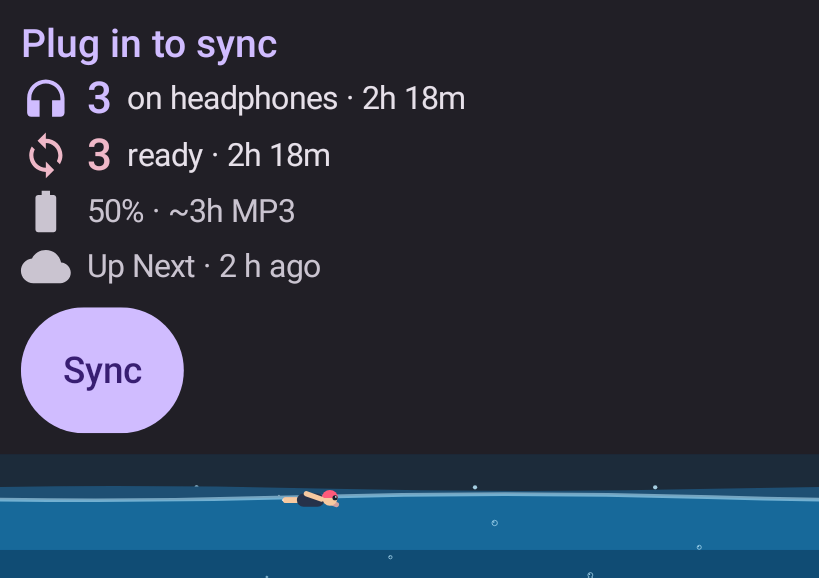 Plug in to sync
3 on headphones · 2h 18m
3 ready · 2h 18m
50% · ~3h MP3
Up Next · 2 h ago
Sync